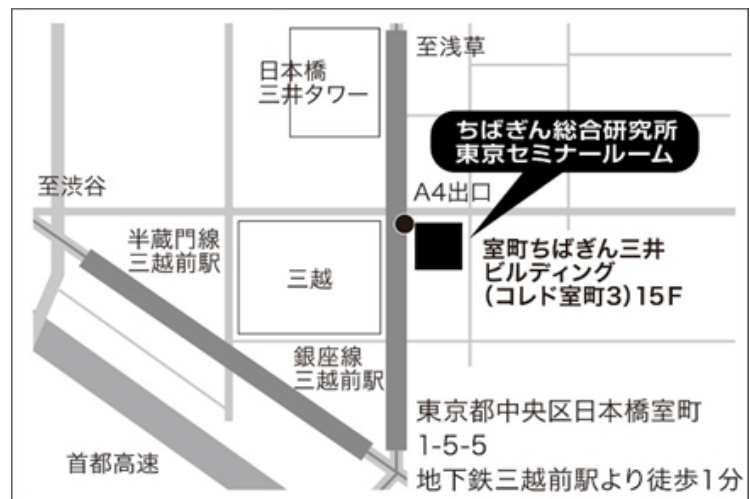 至浅草
日本橋
三井タワー
ちばぎん総合研究所
東京セミナールーム
至渋谷
A4出口
半蔵門線
三越前駅
三越
室町ちばぎん三井
ビルディング
(コレド室町3)15F
銀座線
三越前駅
東京都中央区日本橋室町
1-5-5
地下鉄三越前駅より徒歩1分
首都高速